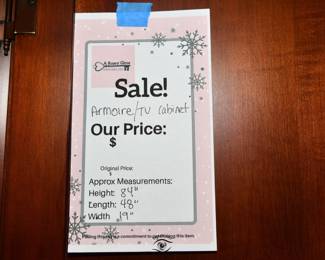 Sale!
Armoire/TV Cabinet
Our Price:
$
Original Price:
$
Approx Measurements:
Height: 84"
Length: 48"
Width 19"